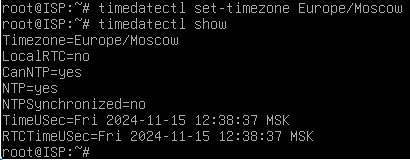 root@ISP:~# timedatectl set-timezone Europe/Moscow
root@ISP:~# timedatectl show
Timezone=Europe/Moscow
LocalRTC=no
CanNTP=yes
NTP=yes
NTPSynchronized=no
TimeUSec=Fri 2024-11-15 12:38:37 MSK
RTCTimeUSec=Fri 2024-11-15 12:38:37 MSK
root@ISP:~#